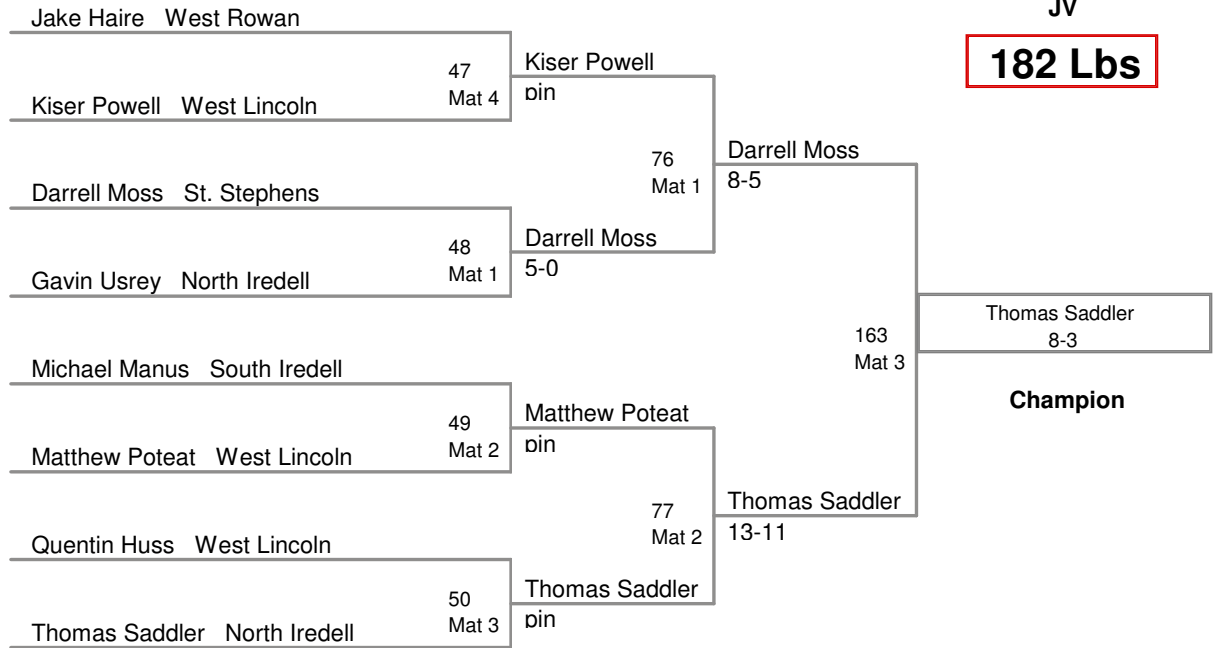 JV
182 Lbs
Jake Haire West Rowan
47
Mat 4
Kiser Powell
pin
Kiser Powell West Lincoln
76
Mat 1
Darrell Moss
8-5
Darrell Moss St. Stephens
48
Mat 1
Darrell Moss
5-0
Gavin Usrey North Iredell
163
Mat 3
Thomas Saddler
8-3
Champion
Michael Manus South Iredell
49
Mat 2
Matthew Poteat
pin
Matthew Poteat West Lincoln
77
Mat 2
Thomas Saddler
13-11
Quentin Huss West Lincoln
50
Mat 3
Thomas Saddler
pin
Thomas Saddler North Iredell